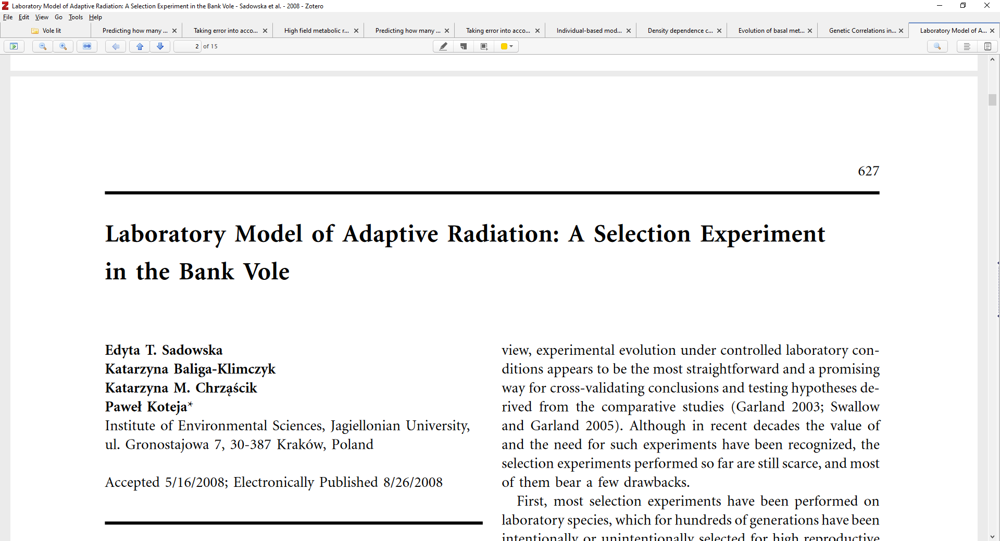 Laboratory Model of Adaptive Radiation: A Selection Experiment in the Bank Vole - Sadowska et al. - 2008 - Zotero
File Edit View Go Tools Help
Vole lit
Predicting how many ...
Taking error into acco...
High field metabolic r...
Predicting how many ...
Taking error into acco...
Individual-based mod...
Density dependence c...
Evolution of basal met...
Genetic Correlations in...
Laboratory Model of A...
2 of 15
627
Laboratory Model of Adaptive Radiation: A Selection Experiment
in the Bank Vole
Edyta T. Sadowska
Katarzyna Baliga-Klimczyk
Katarzyna M. Chrząścik
Paweł Koteja*
Institute of Environmental Sciences, Jagiellonian University,
ul. Gronostajowa 7, 30-387 Kraków, Poland
Accepted 5/16/2008; Electronically Published 8/26/2008
view, experimental evolution under controlled laboratory con-
ditions appears to be the most straightforward and a promising
way for cross-validating conclusions and testing hypotheses de-
rived from the comparative studies (Garland 2003; Swallow
and Garland 2005). Although in recent decades the value of
and the need for such experiments have been recognized, the
selection experiments performed so far are still scarce, and most
of them bear a few drawbacks.
First, most selection experiments have been performed on
laboratory species, which for hundreds of generations have been
intentionally or unintentionally selected for high reproductive